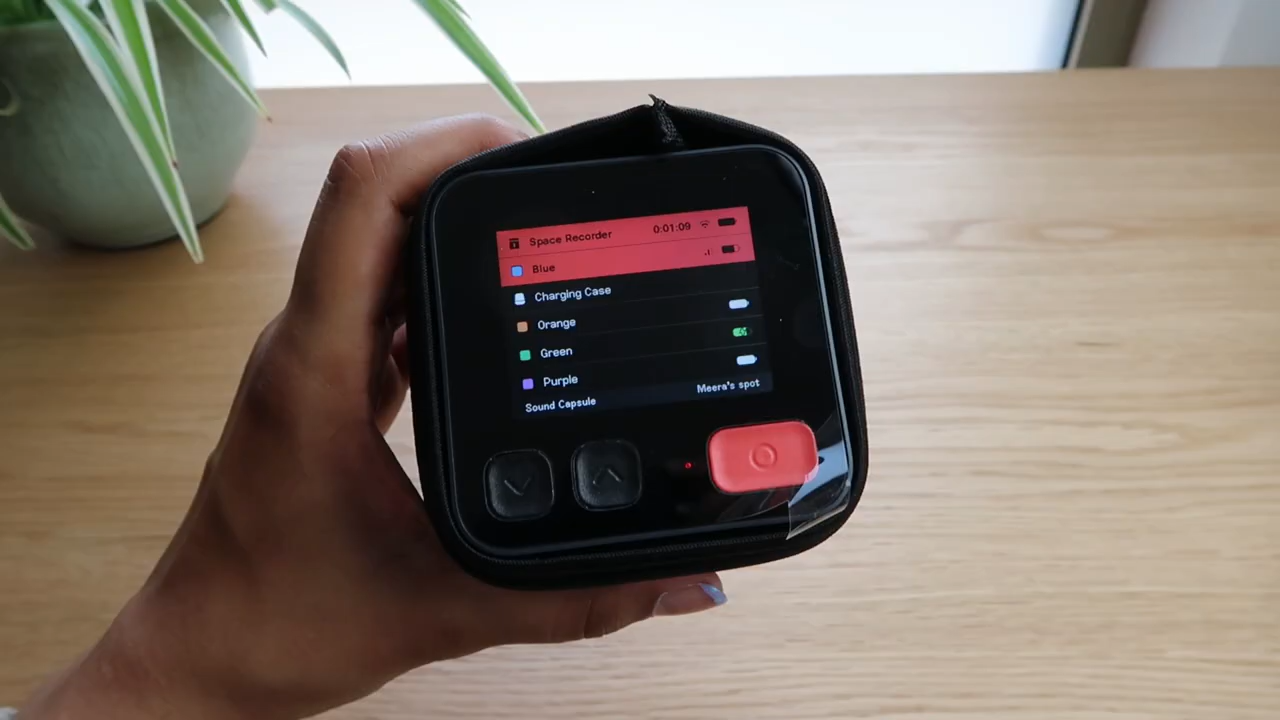 Space Recorder 0:01:09
Blue
Charging Case
Orange
Green
Purple
Sound Capsule Meera's spot